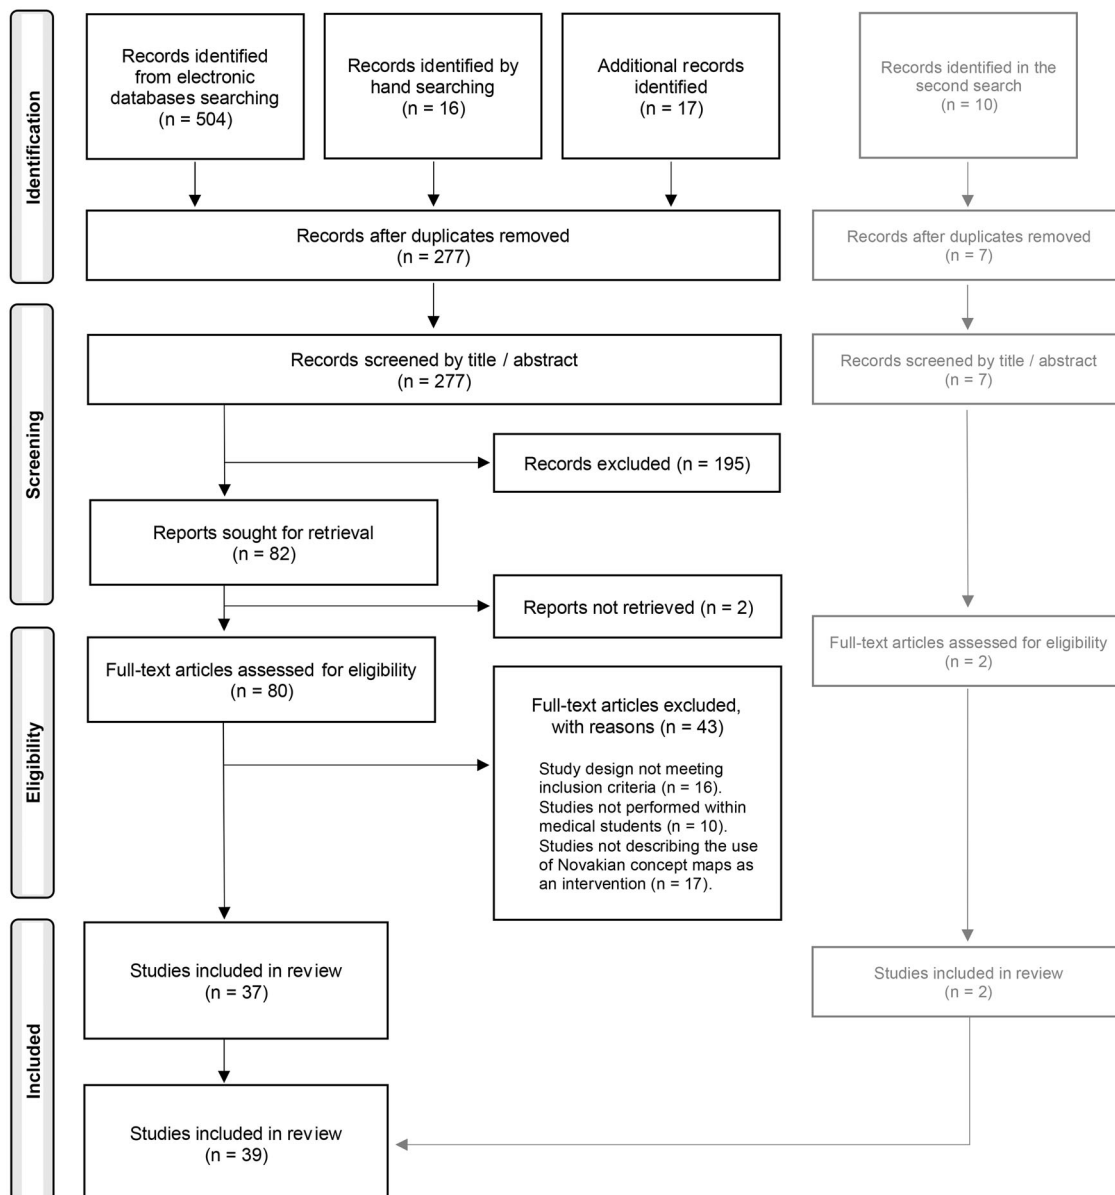 Identification
Records identified
from electronic
databases searching
(n = 504)
Records identified by
hand searching
(n = 16)
Additional records
identified
(n = 17)
Records identified in the
second search
(n = 10)
Records after duplicates removed
(n = 277)
Records after duplicates removed
(n = 7)
Screening
Records screened by title / abstract
(n = 277)
Records screened by title / abstract
(n = 7)
Records excluded (n = 195)
Reports sought for retrieval
(n = 82)
Reports not retrieved (n = 2)
Eligibility
Full-text articles assessed for eligibility
(n = 80)
Full-text articles assessed for eligibility
(n = 2)
Full-text articles excluded,
with reasons (n = 43)
Study design not meeting
inclusion criteria (n = 16).
Studies not performed within
medical students (n = 10).
Studies not describing the use
of Novakian concept maps as
an intervention (n = 17).
Included
Studies included in review
(n = 37)
Studies included in review
(n = 2)
Studies included in review
(n = 39)